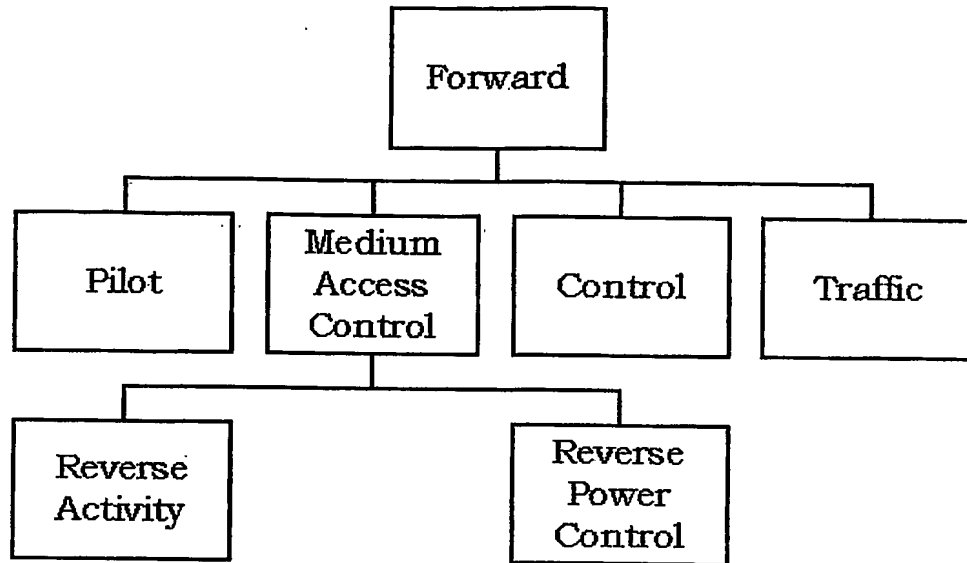 Forward
Pilot
Medium
Access
Control
Control
Traffic
Reverse
Activity
Reverse
Power
Control